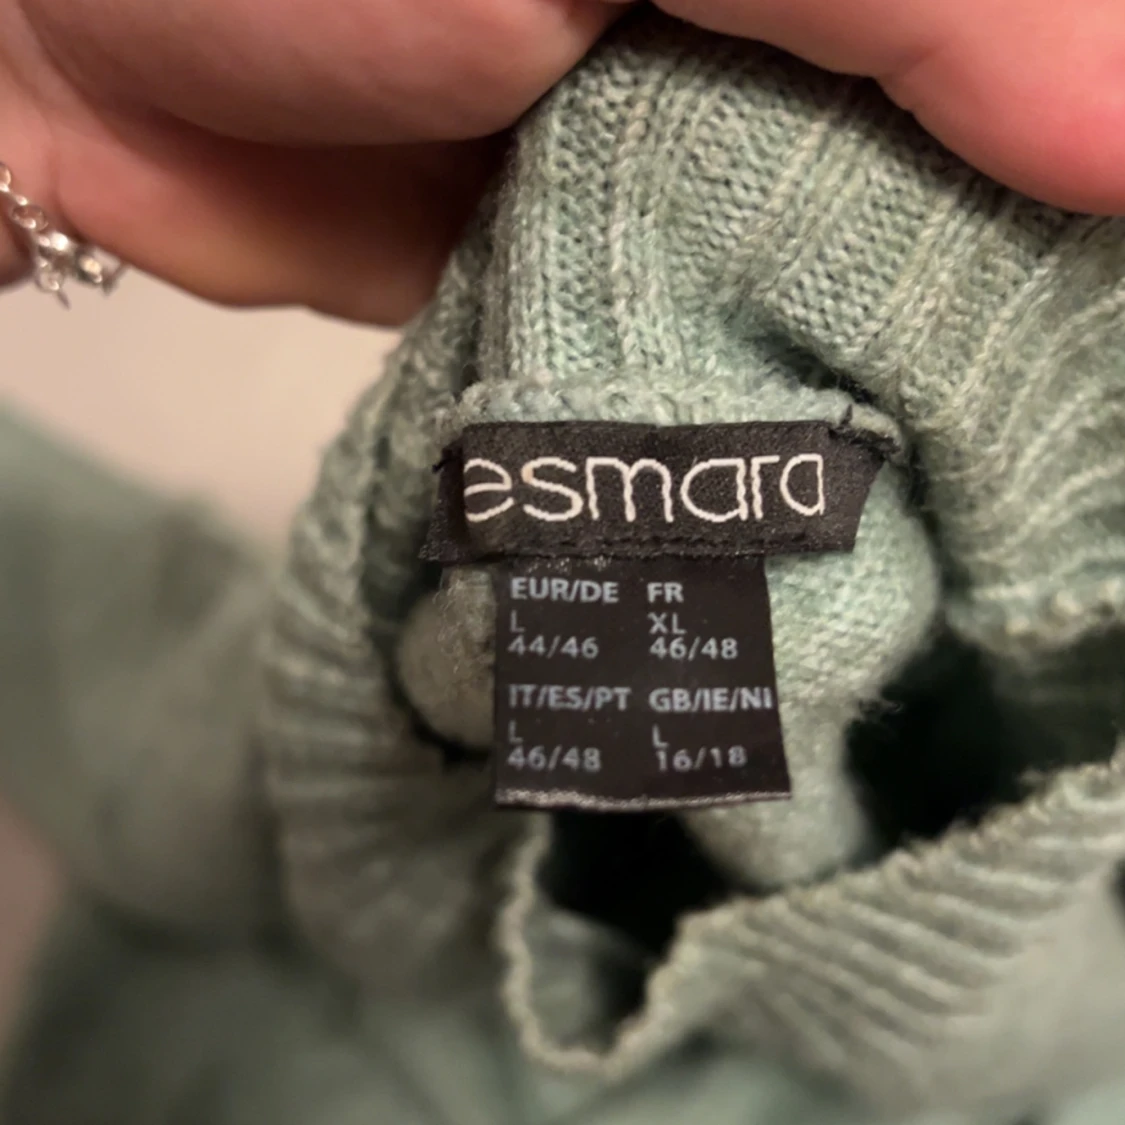 esmara
EUR/DE FR
L XL
44/46 46/48
IT/ES/PT GB/IE/NI
L L
46/48 16/18